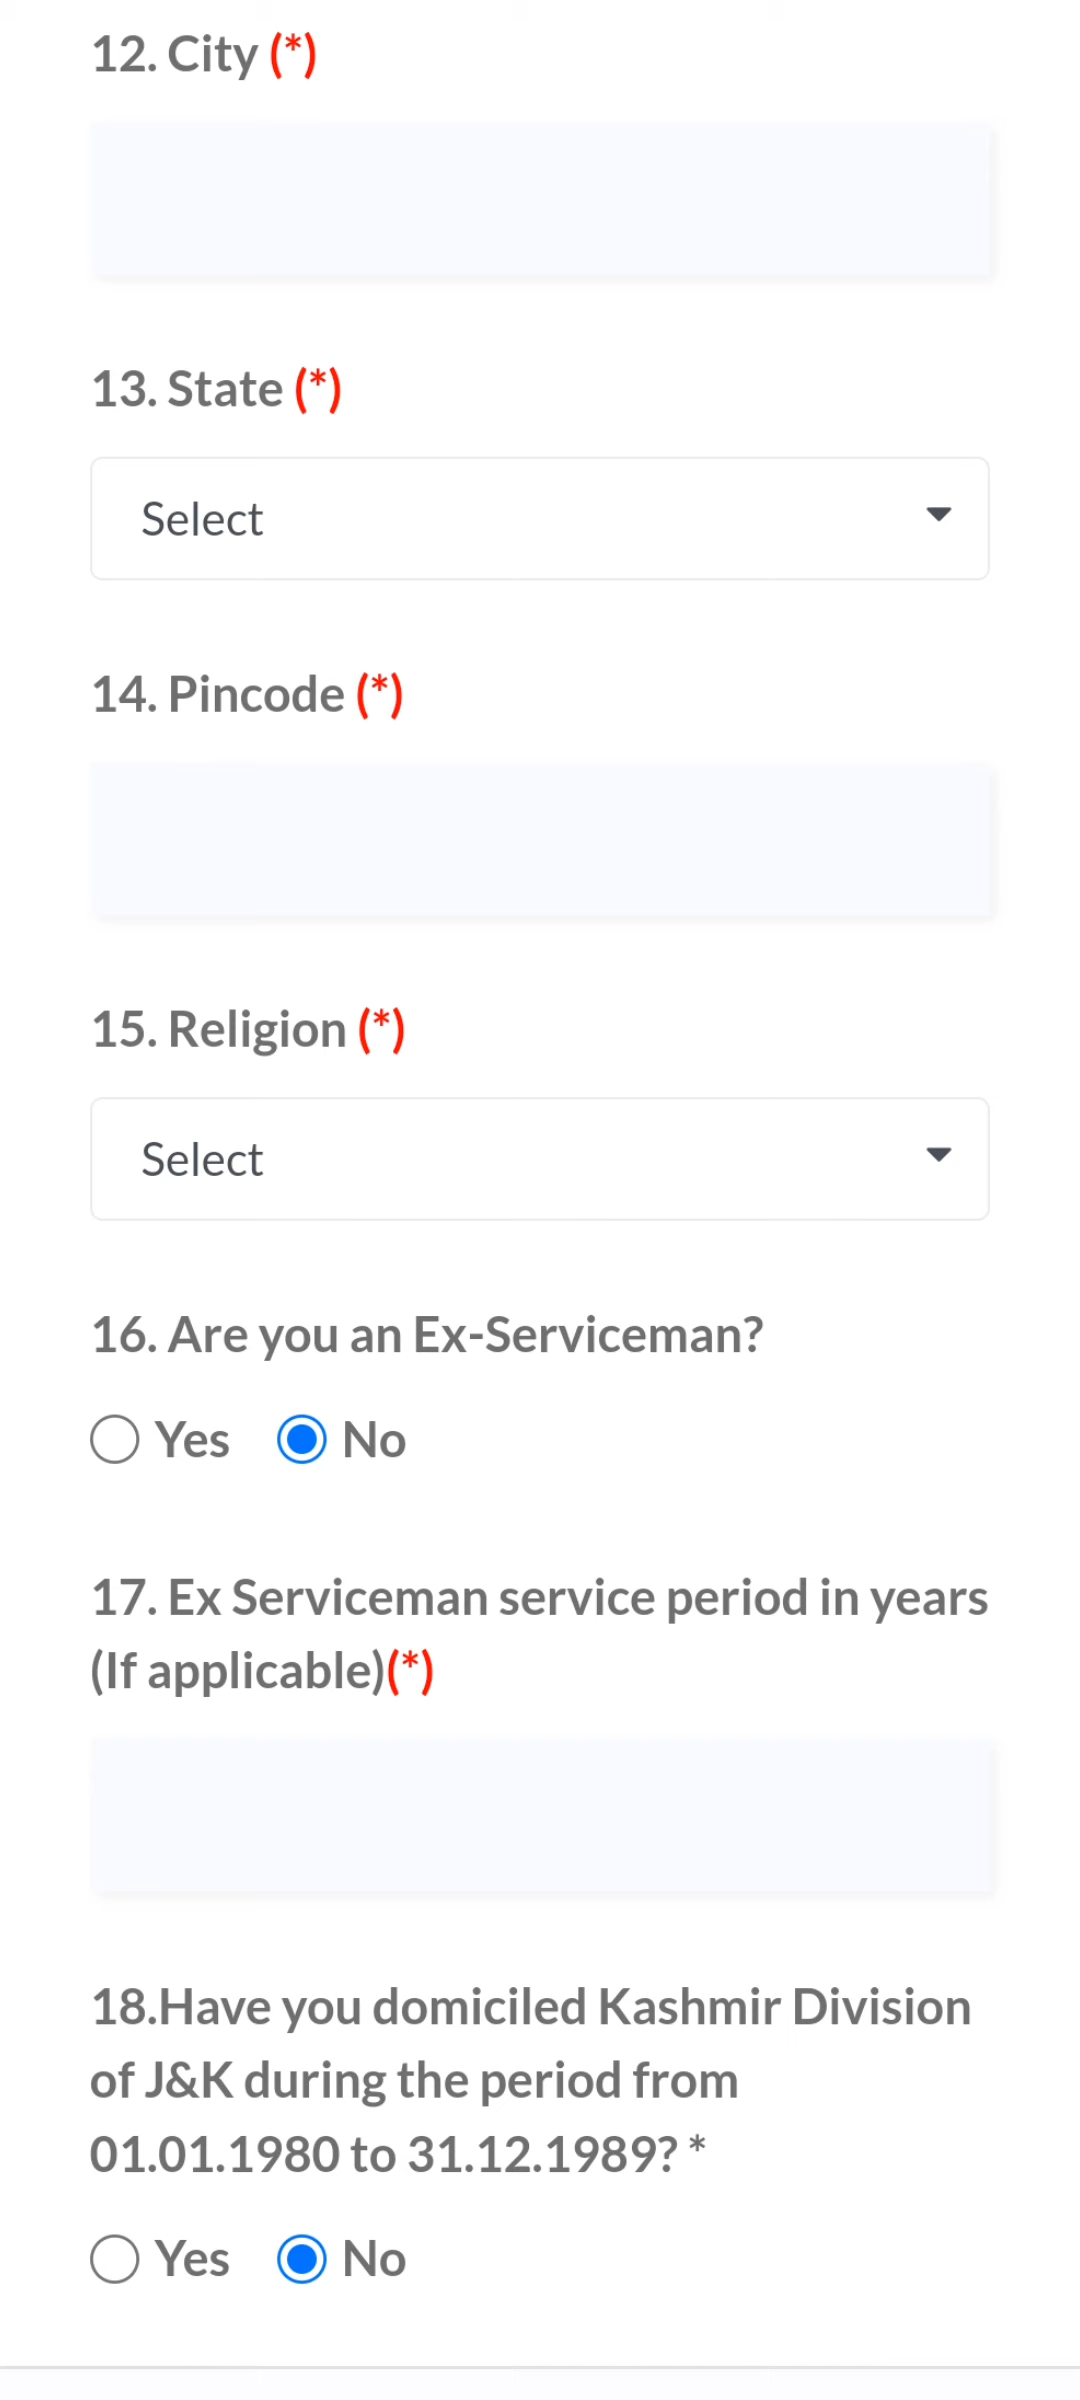 12. City (*)
13. State (*)
Select
14. Pincode (*)
15. Religion (*)
Select
16. Are you an Ex-Serviceman?
Yes No
17. Ex Serviceman service period in years
(If applicable)(*)
18.Have you domiciled Kashmir Division
of J&K during the period from
01.01.1980 to 31.12.1989? *
Yes No